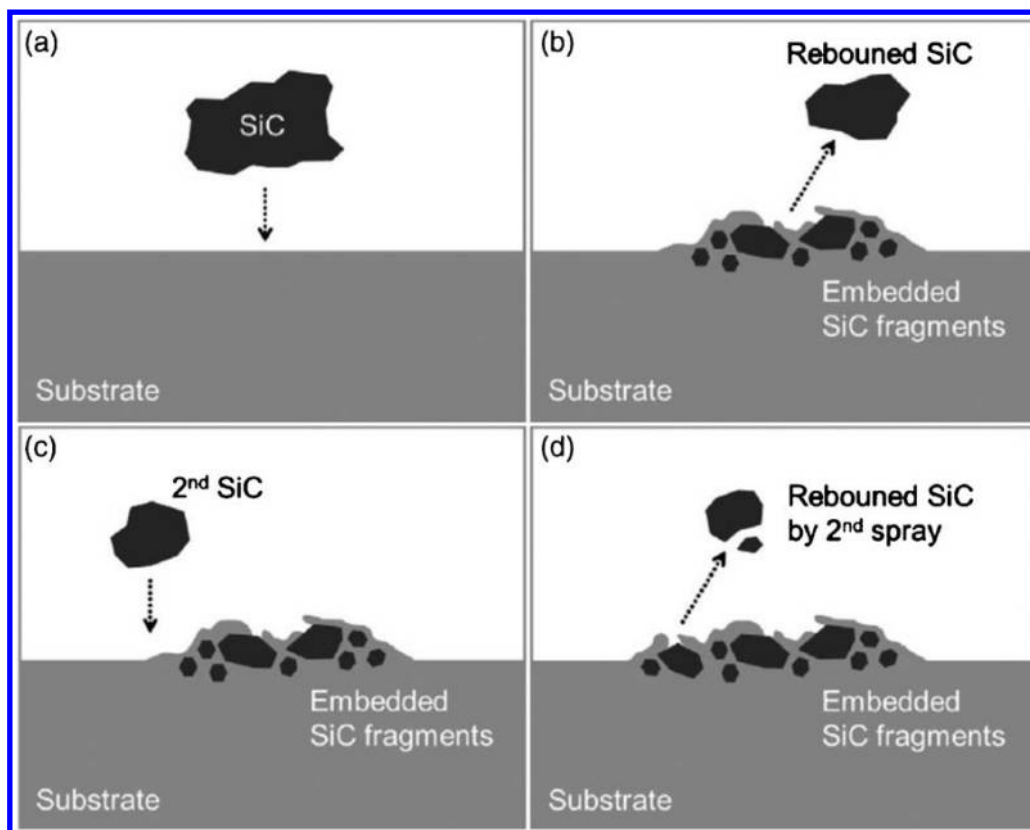 (a)
SiC
Substrate
(b)
Rebouned SiC
Embedded
SiC fragments
(c)
2nd SiC
Embedded
SiC fragments
Substrate
(d)
Rebouned SiC
by 2nd spray
Embedded
SiC fragments
Substrate